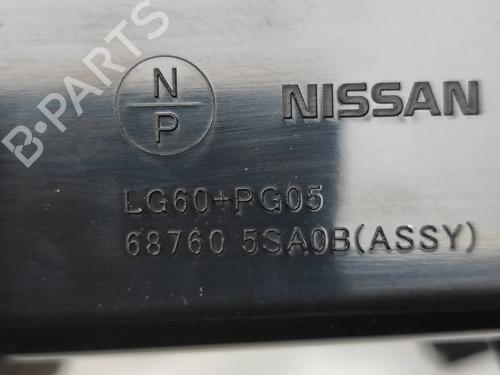 B-PARTS
N
P
NISSAN
LG60+PG05
68760 5SA0B(ASSY)